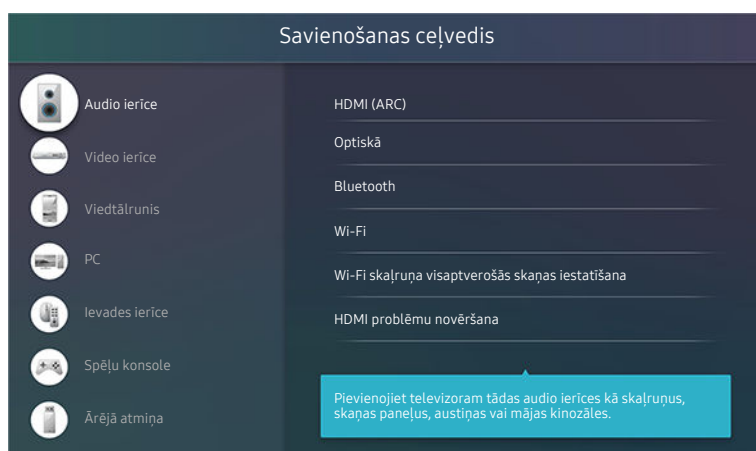 Savienošanas ceļvedis
Audio ierīce
Video ierīce
Viedtālrunis
PC
Ievades ierīce
Spēļu konsole
Ārējā atmiņa
HDMI (ARC)
Optiskā
Bluetooth
Wi-Fi
Wi-Fi skaļruņa visaptverošās skaņas iestatīšana
HDMI problēmu novēršana
Pievienojiet televizoram tādas audio ierīces kā skaļruņus,
skaņas paneļus, austiņas vai mājas kinozāles.